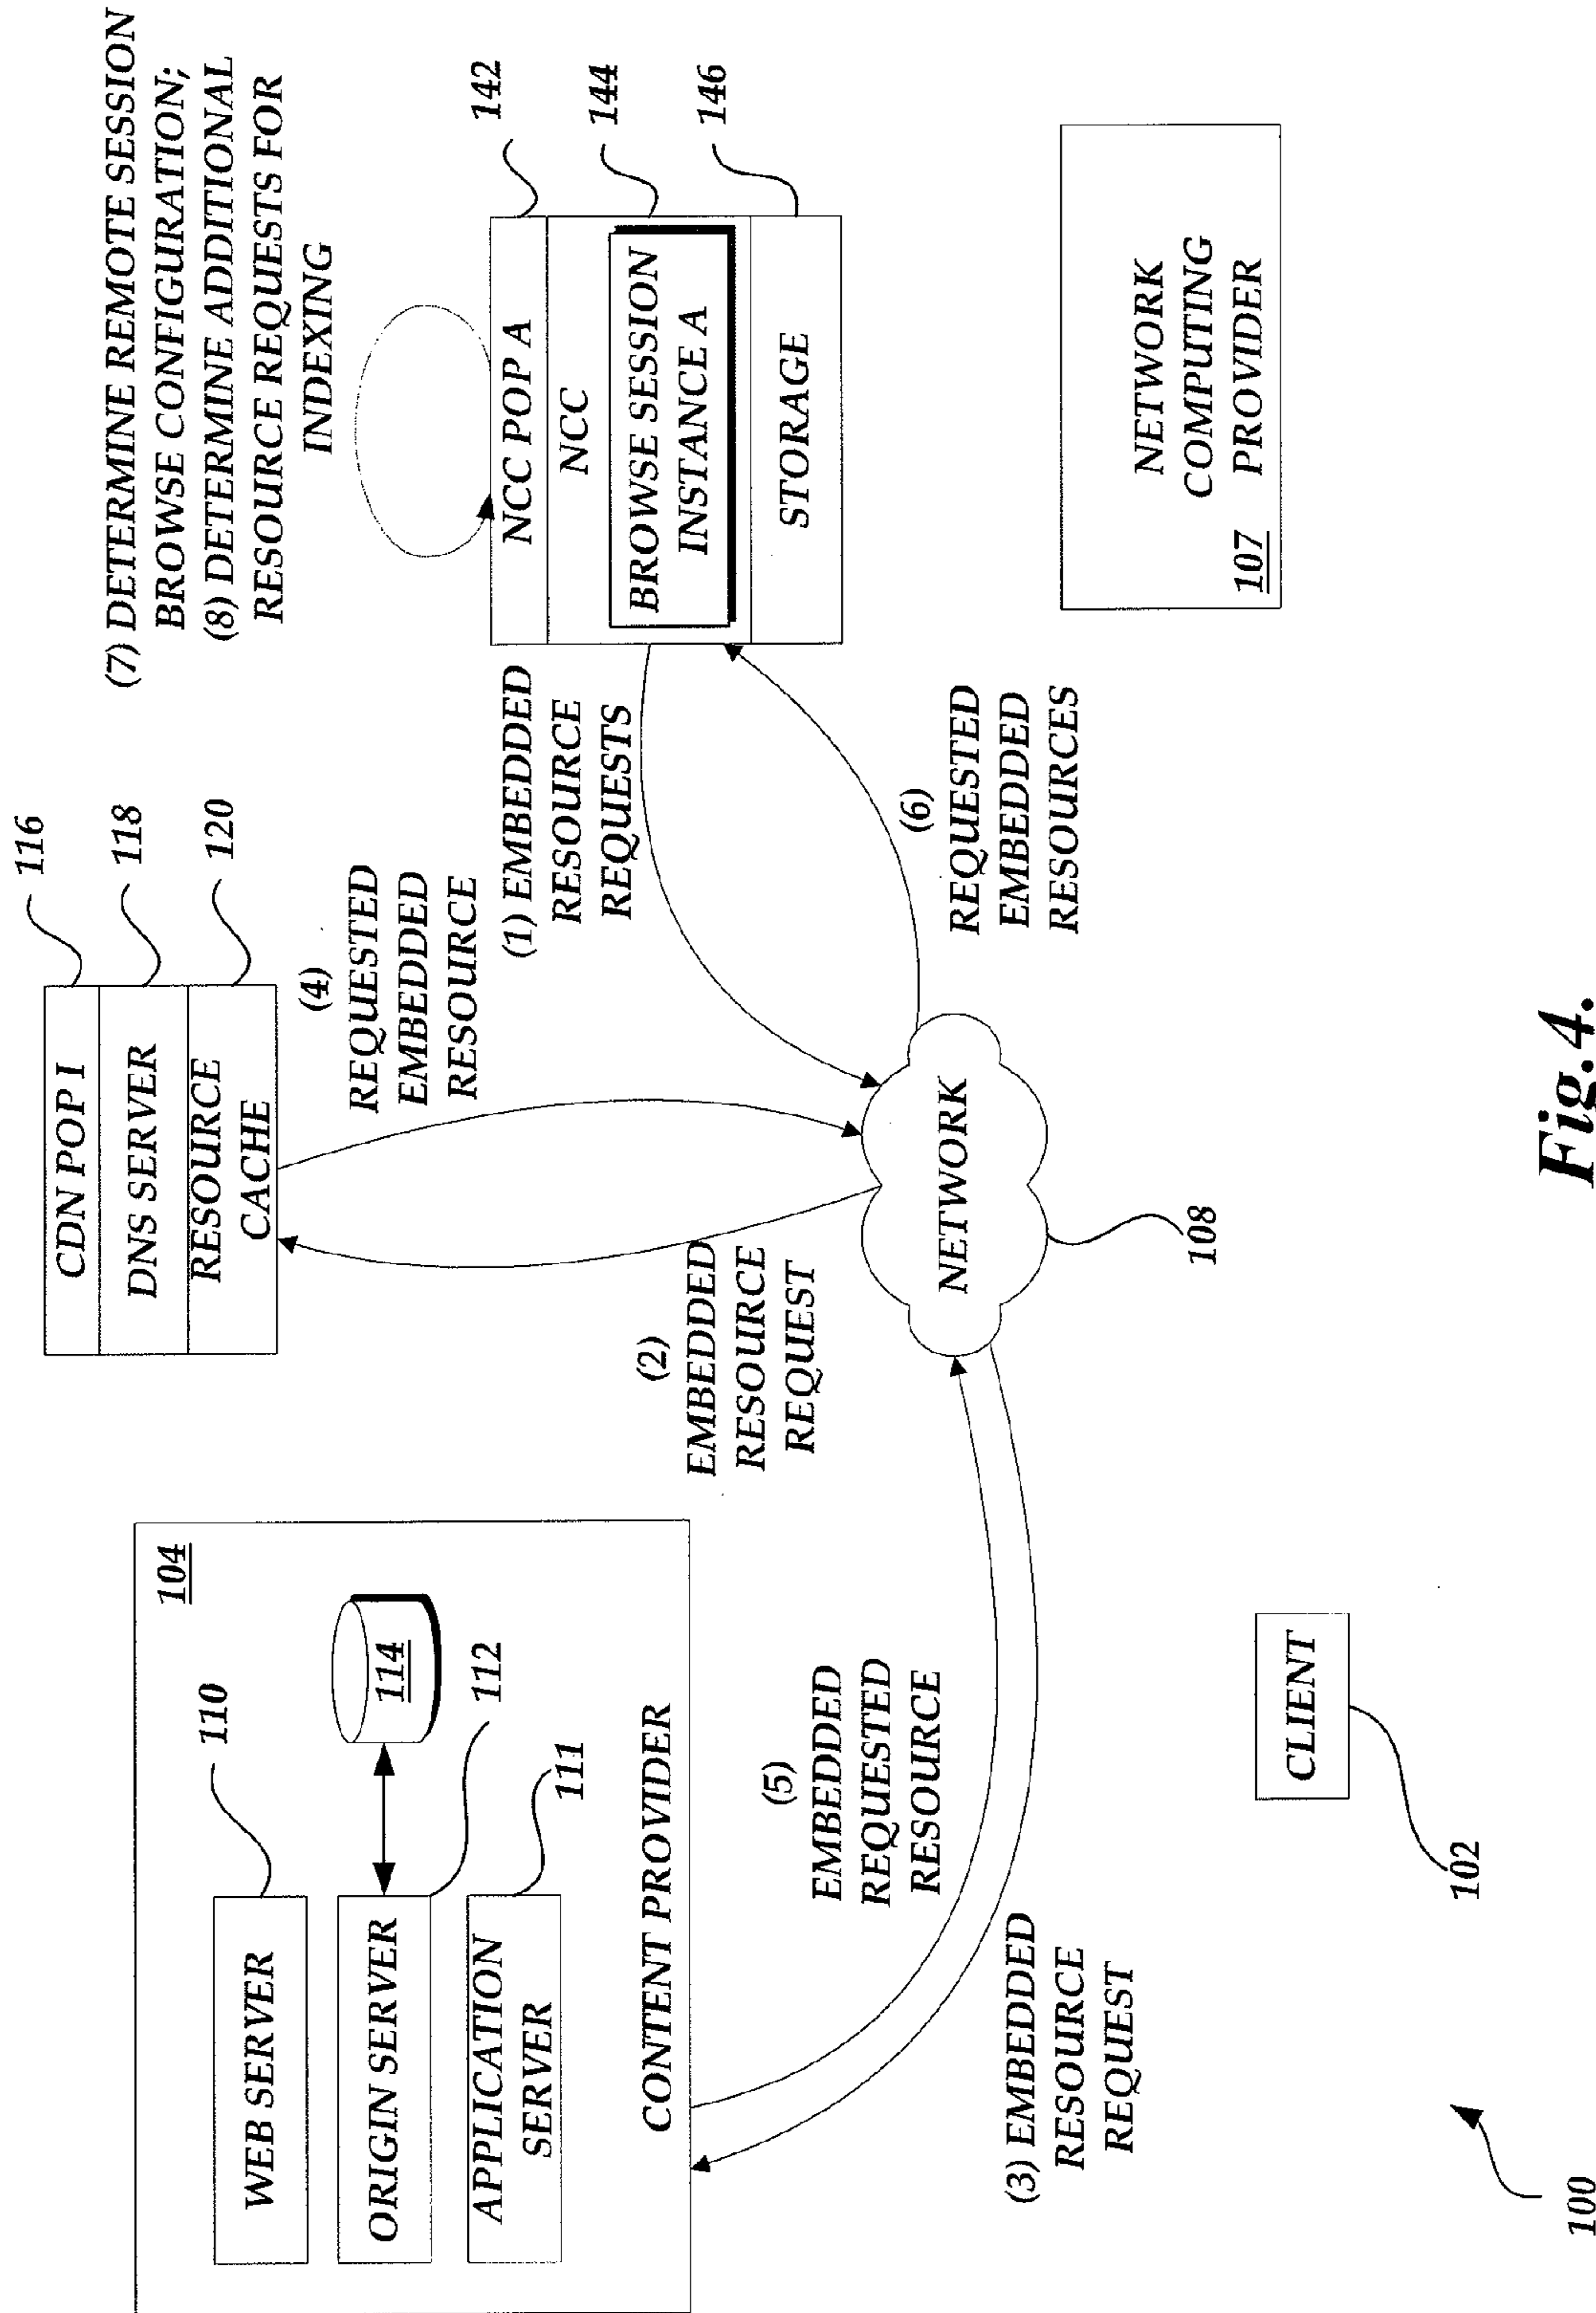 104
WEB SERVER
110
ORIGIN SERVER
114
112
APPLICATION
SERVER
111
CONTENT PROVIDER
CDN POP I
116
DNS SERVER
118
RESOURCE
CACHE
120
(7) DETERMINE REMOTE SESSION
BROWSE CONFIGURATION;
(8) DETERMINE ADDITIONAL
RESOURCE REQUESTS FOR
INDEXING
NCC POP A
142
NCC
144
BROWSE SESSION
INSTANCE A
STORAGE
146
(1) EMBEDDED
RESOURCE
REQUESTS
(2)
EMBEDDED
RESOURCE
REQUEST
(3) EMBEDDED
RESOURCE
REQUEST
(4)
REQUESTED
EMBEDDED
RESOURCE
(5)
EMBEDDED
REQUESTED
RESOURCE
(6)
REQUESTED
EMBEDDED
RESOURCES
NETWORK
108
CLIENT
102
NETWORK
COMPUTING
PROVIDER
107
100
Fig.4.